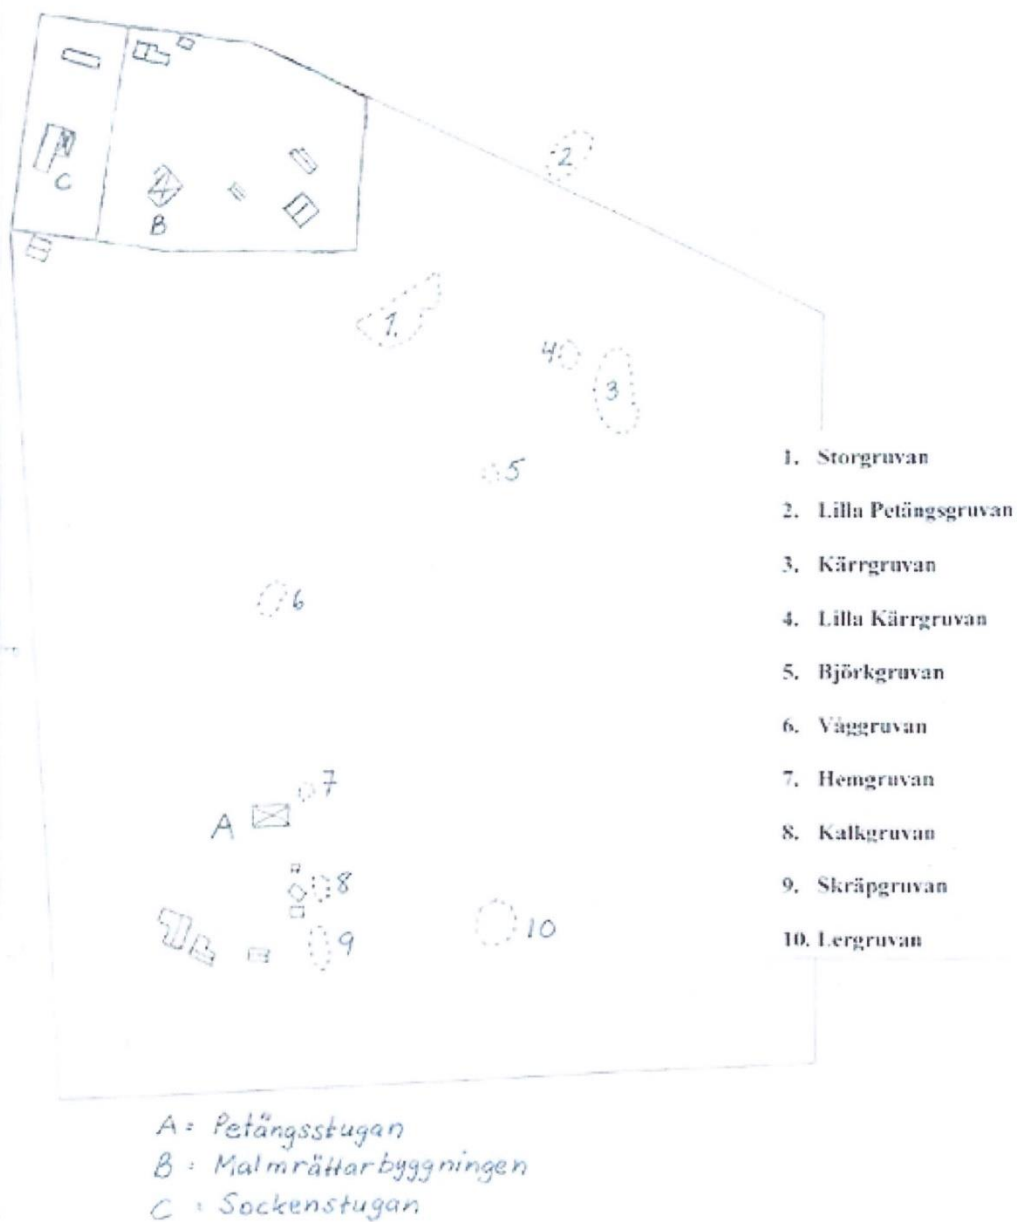 C
B
2
1.
4
3
5
6
7
A
8
9
10
1. Storgruvan
2. Lilla Petängsgruvan
3. Kärrgruvan
4. Lilla Kärrgruvan
5. Björkgruvan
6. Väggruvan
7. Hemgruvan
8. Kalkgruvan
9. Skräpgruvan
10. Lergruvan
A: Petängsstugan
B: Malmrättarbyggningen
C: Sockenstugan